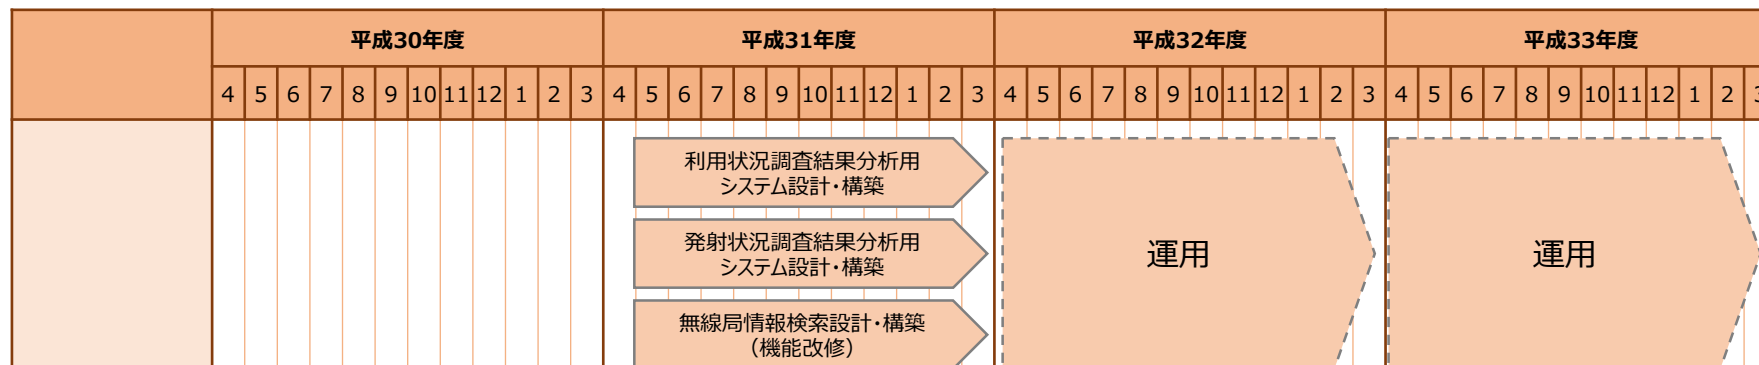 平成30年度 平成31年度 平成32年度 平成33年度
4 5 6 7 8 9 10 11 12 1 2 3 4 5 6 7 8 9 10 11 12 1 2 3 4 5 6 7 8 9 10 11 12 1 2 3 4 5 6 7 8 9 10 11 12 1 2 3
利用状況調査結果分析用
システム設計・構築
発射状況調査結果分析用
システム設計・構築
無線局情報検索設計・構築
（機能改修）
運用
運用